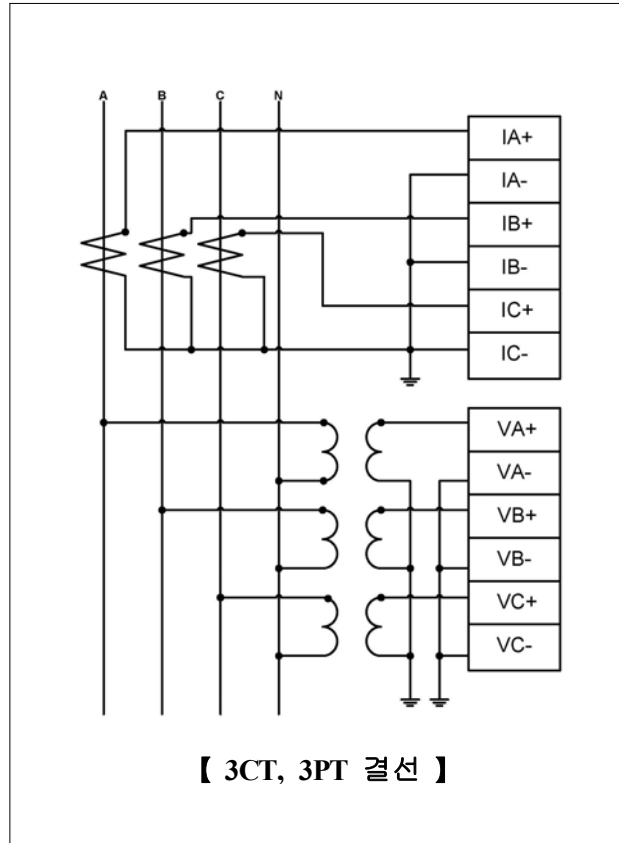 A B C N
IA+
IA-
IB+
IB-
IC+
IC-
VA+
VA-
VB+
VB-
VC+
VC-
【 3CT, 3PT 결선 】